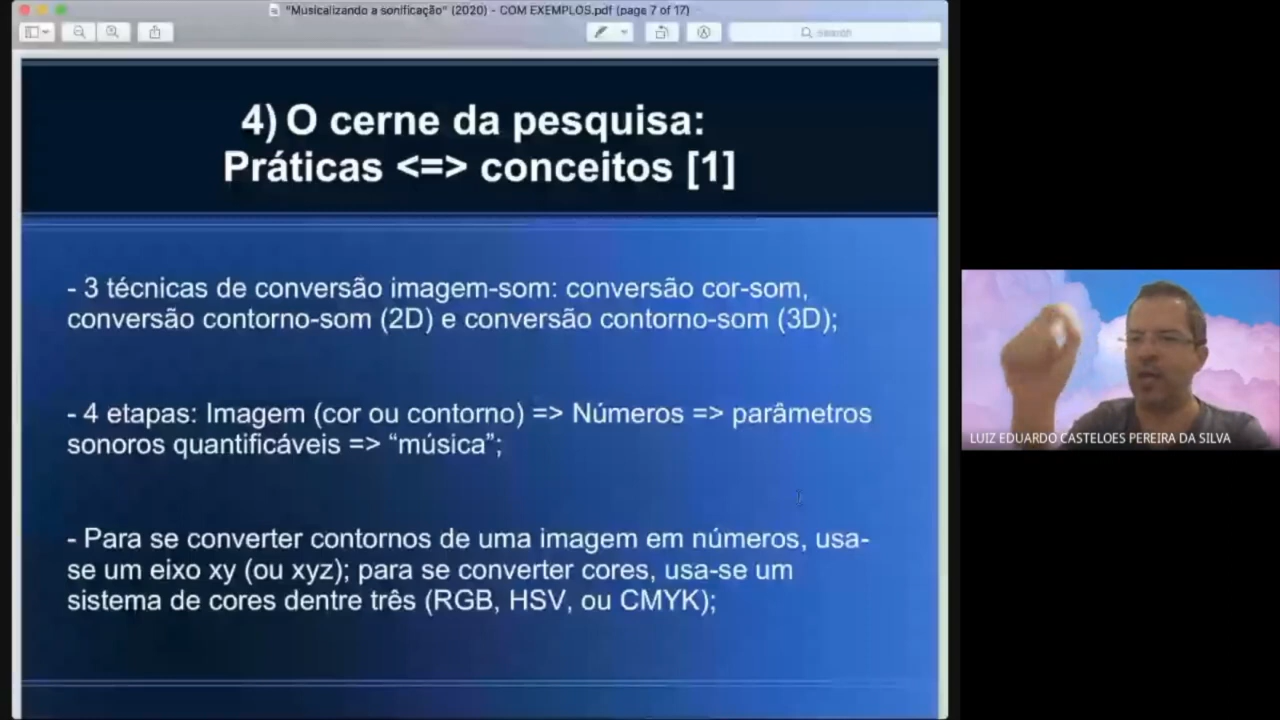 "Musicalizando a sonificação" (2020) - COM EXEMPLOS.pdf (page 7 of 17)
Search
4) O cerne da pesquisa:
Práticas <=> conceitos [1]
- 3 técnicas de conversão imagem-som: conversão cor-som,
conversão contorno-som (2D) e conversão contorno-som (3D);
- 4 etapas: Imagem (cor ou contorno) => Números => parâmetros
sonoros quantificáveis => “música”;
- Para se converter contornos de uma imagem em números, usa-
se um eixo xy (ou xyz); para se converter cores, usa-se um
sistema de cores dentre três (RGB, HSV, ou CMYK);
LUIZ EDUARDO CASTELOES PEREIRA DA SILVA